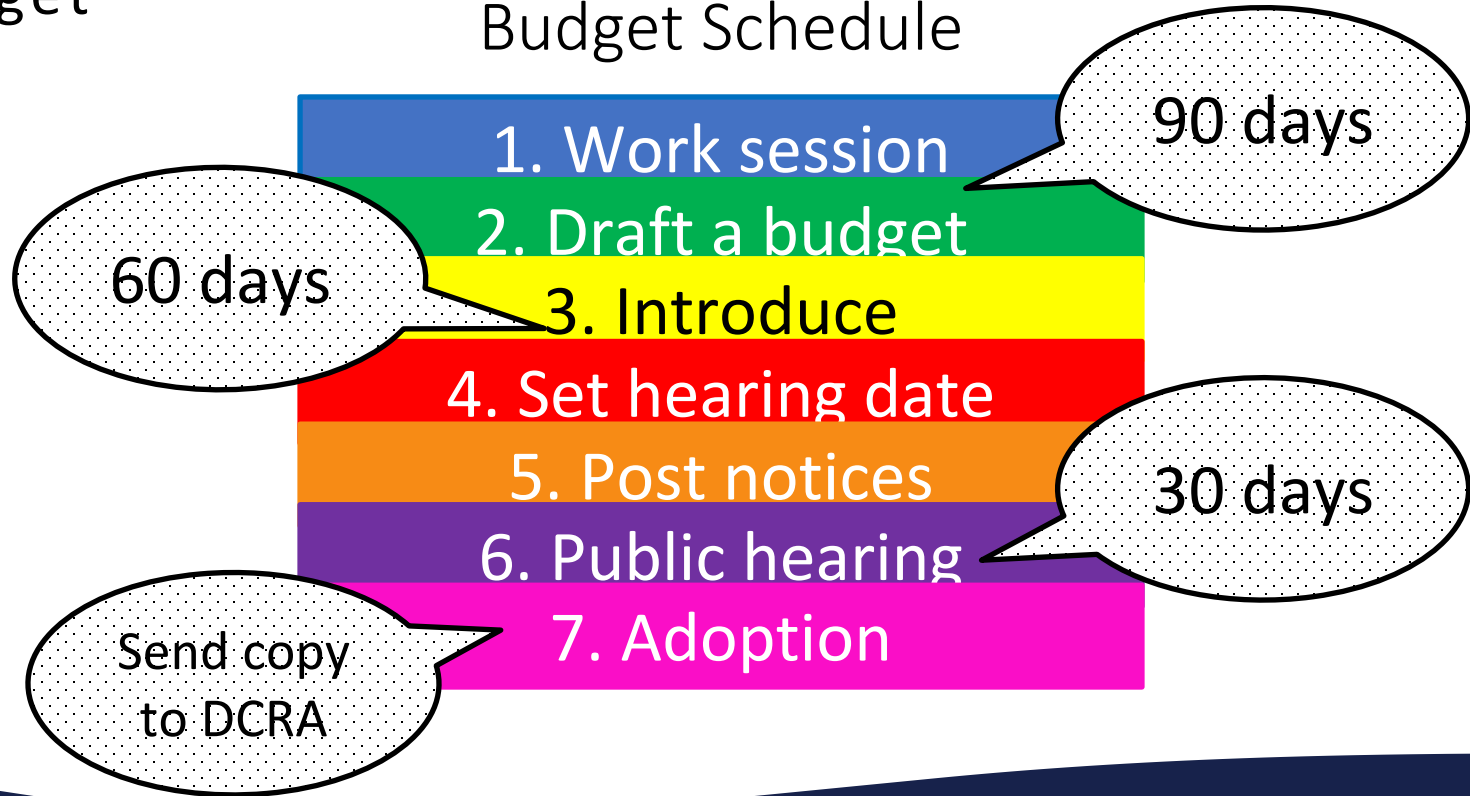 Budget Schedule
90 days
1. Work session
2. Draft a budget
60 days
3. Introduce
4. Set hearing date
5. Post notices
30 days
6. Public hearing
7. Adoption
Send copy
to DCRA